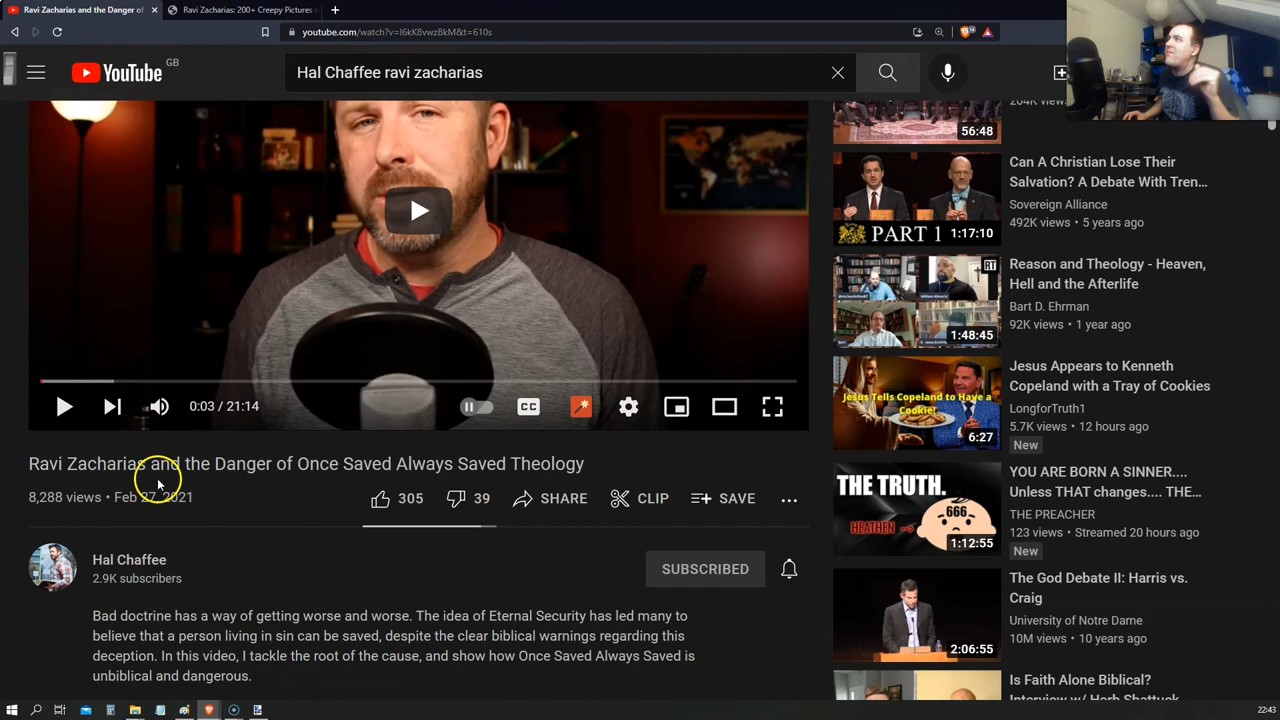 Ravi Zacharias and the Danger of
Ravi Zacharias: 200+ Creepy Pictures
youtube.com/watch?v=I6kK8vwzBkM&t=610s
YouTube GB
Hal Chaffee ravi zacharias
0:03 / 21:14
CC
Ravi Zacharias and the Danger of Once Saved Always Saved Theology
8,288 views • Feb 27, 2021
305
39
SHARE
CLIP
SAVE
Hal Chaffee
2.9K subscribers
SUBSCRIBED
Bad doctrine has a way of getting worse and worse. The idea of Eternal Security has led many to
believe that a person living in sin can be saved, despite the clear biblical warnings regarding this
deception. In this video, I tackle the root of the cause, and show how Once Saved Always Saved is
unbiblical and dangerous.
56:48
PART 1
1:17:10
Can A Christian Lose Their
Salvation? A Debate With Tren...
Sovereign Alliance
492K views • 5 years ago
RT
1:48:45
Reason and Theology - Heaven,
Hell and the Afterlife
Bart D. Ehrman
92K views • 1 year ago
Jesus Tells Copeland to Have a
Cookie!
6:27
Jesus Appears to Kenneth
Copeland with a Tray of Cookies
LongforTruth1
5.7K views • 12 hours ago
New
THE TRUTH.
666
HEATHEN
1:12:55
YOU ARE BORN A SINNER....
Unless THAT changes.... THE...
THE PREACHER
123 views • Streamed 20 hours ago
New
2:06:55
The God Debate II: Harris vs.
Craig
University of Notre Dame
10M views • 10 years ago
Is Faith Alone Biblical?
Interview w/ Herb Shattuck
22:43